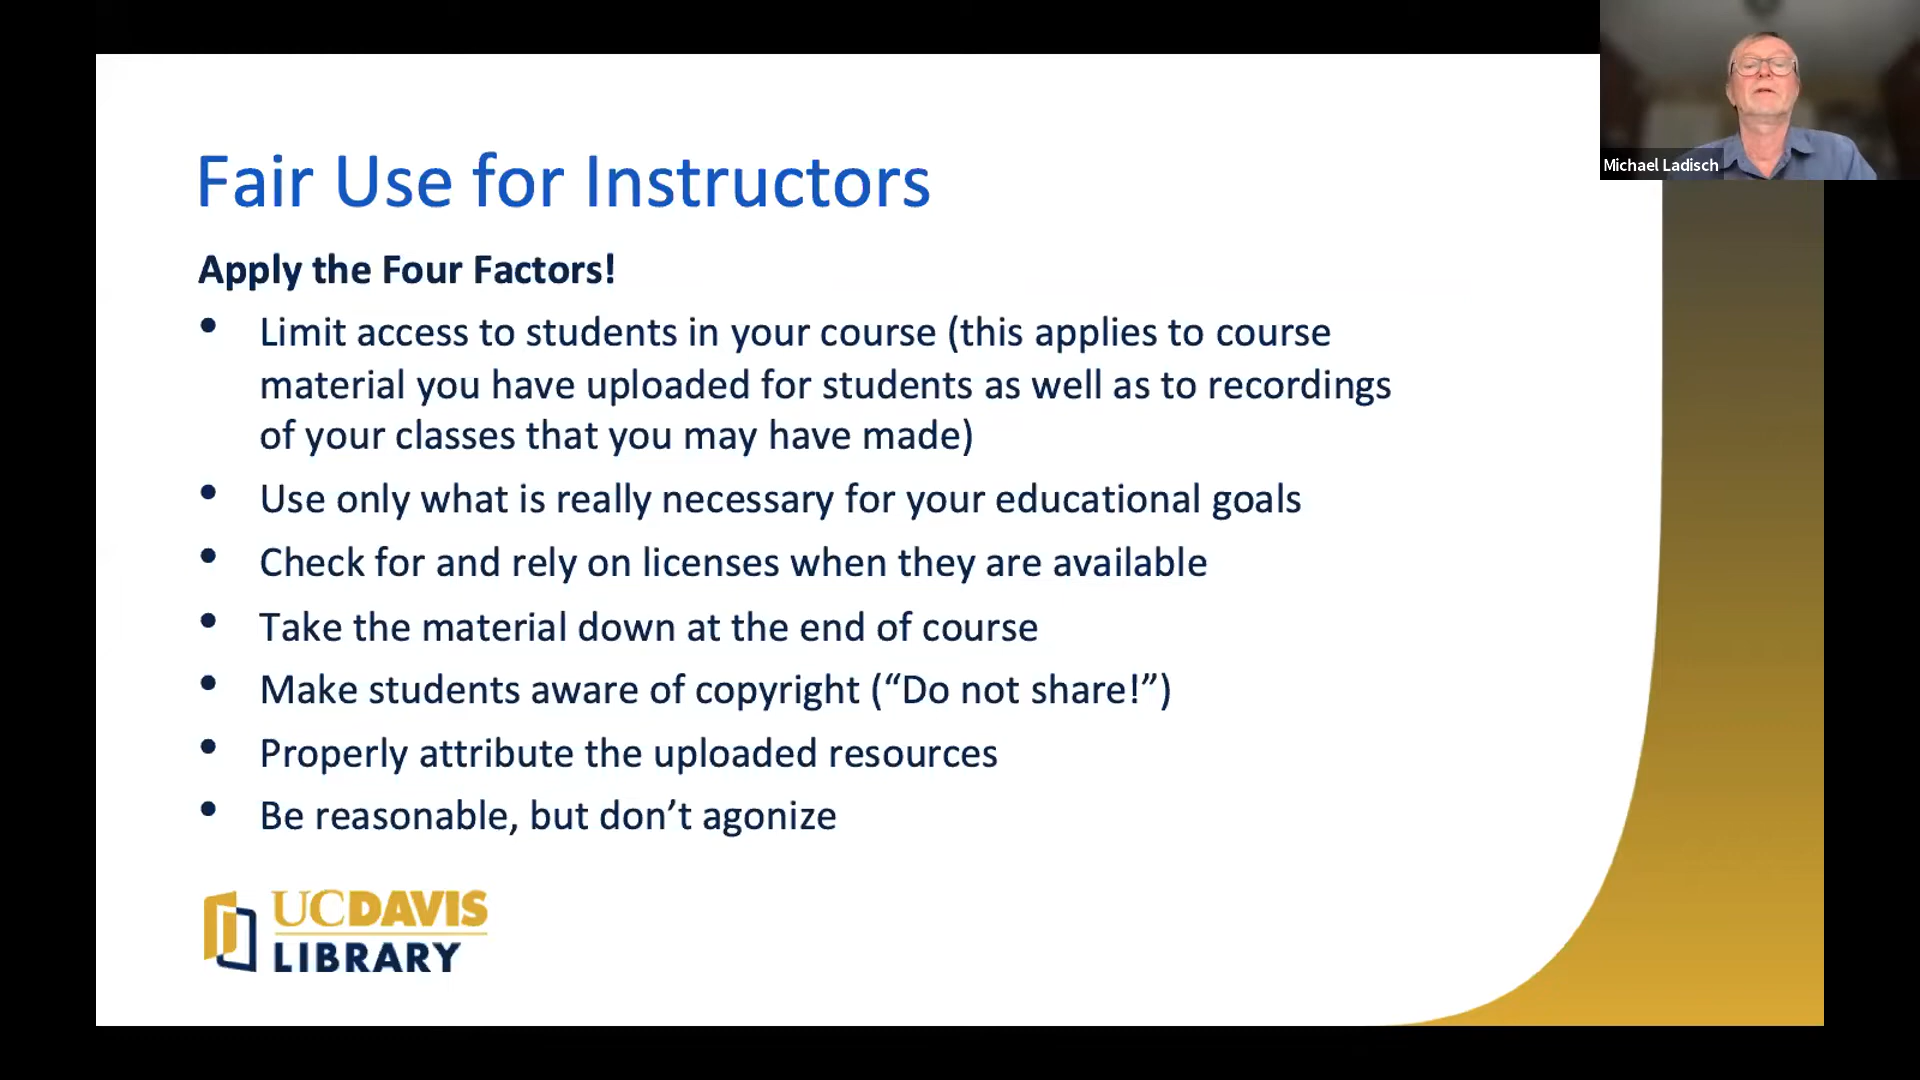 Michael Ladisch
Fair Use for Instructors
Apply the Four Factors!
• Limit access to students in your course (this applies to course
material you have uploaded for students as well as to recordings
of your classes that you may have made)
• Use only what is really necessary for your educational goals
• Check for and rely on licenses when they are available
• Take the material down at the end of course
• Make students aware of copyright (“Do not share!”)
• Properly attribute the uploaded resources
• Be reasonable, but don’t agonize
UCDAVIS
LIBRARY